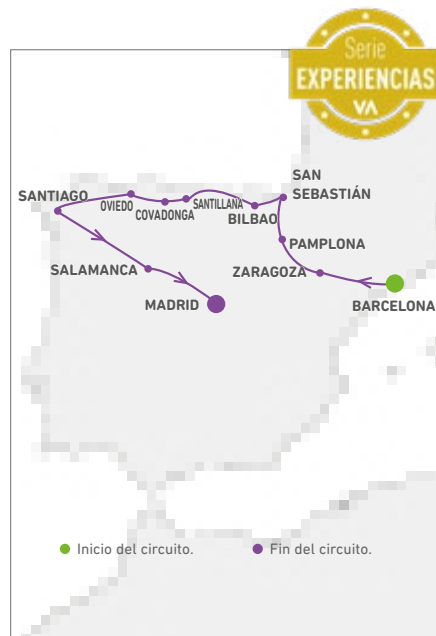 Serie
EXPERIENCIAS
VA
SAN
SEBASTIÁN
SANTIAGO
OVIEDO
COVADONGA
SANTILLANA
BILBAO
PAMPLONA
SALAMANCA
ZARAGOZA
MADRID
BARCELONA
Inicio del circuito.
Fin del circuito.